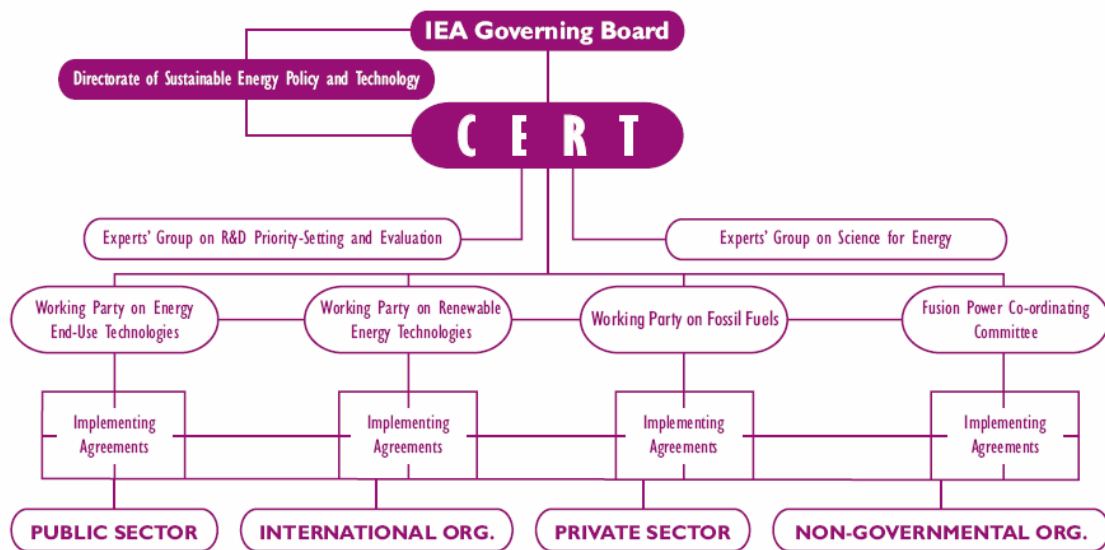 IEA Governing Board
Directorate of Sustainable Energy Policy and Technology
CERT
Experts' Group on R&D Priority-Setting and Evaluation
Experts' Group on Science for Energy
Working Party on Energy
End-Use Technologies
Working Party on Renewable
Energy Technologies
Working Party on Fossil Fuels
Fusion Power Co-ordinating
Committee
Implementing
Agreements
Implementing
Agreements
Implementing
Agreements
Implementing
Agreements
PUBLIC SECTOR
INTERNATIONAL ORG.
PRIVATE SECTOR
NON-GOVERNMENTAL ORG.